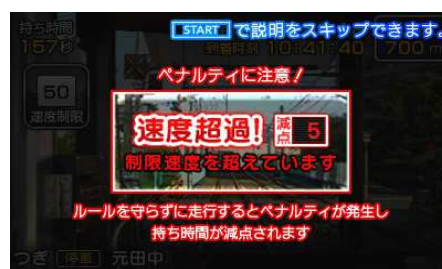 持ち時間
157秒
STARTで説明をスキップできます。
到着時刻 10:41:40
700m
50
速度制限
ペナルティに注意！
速度超過！ 減点 5
制限速度を超えています
ルールを守らずに走行するとペナルティが発生し
持ち時間が減点されます
つぎ 停車 元田中